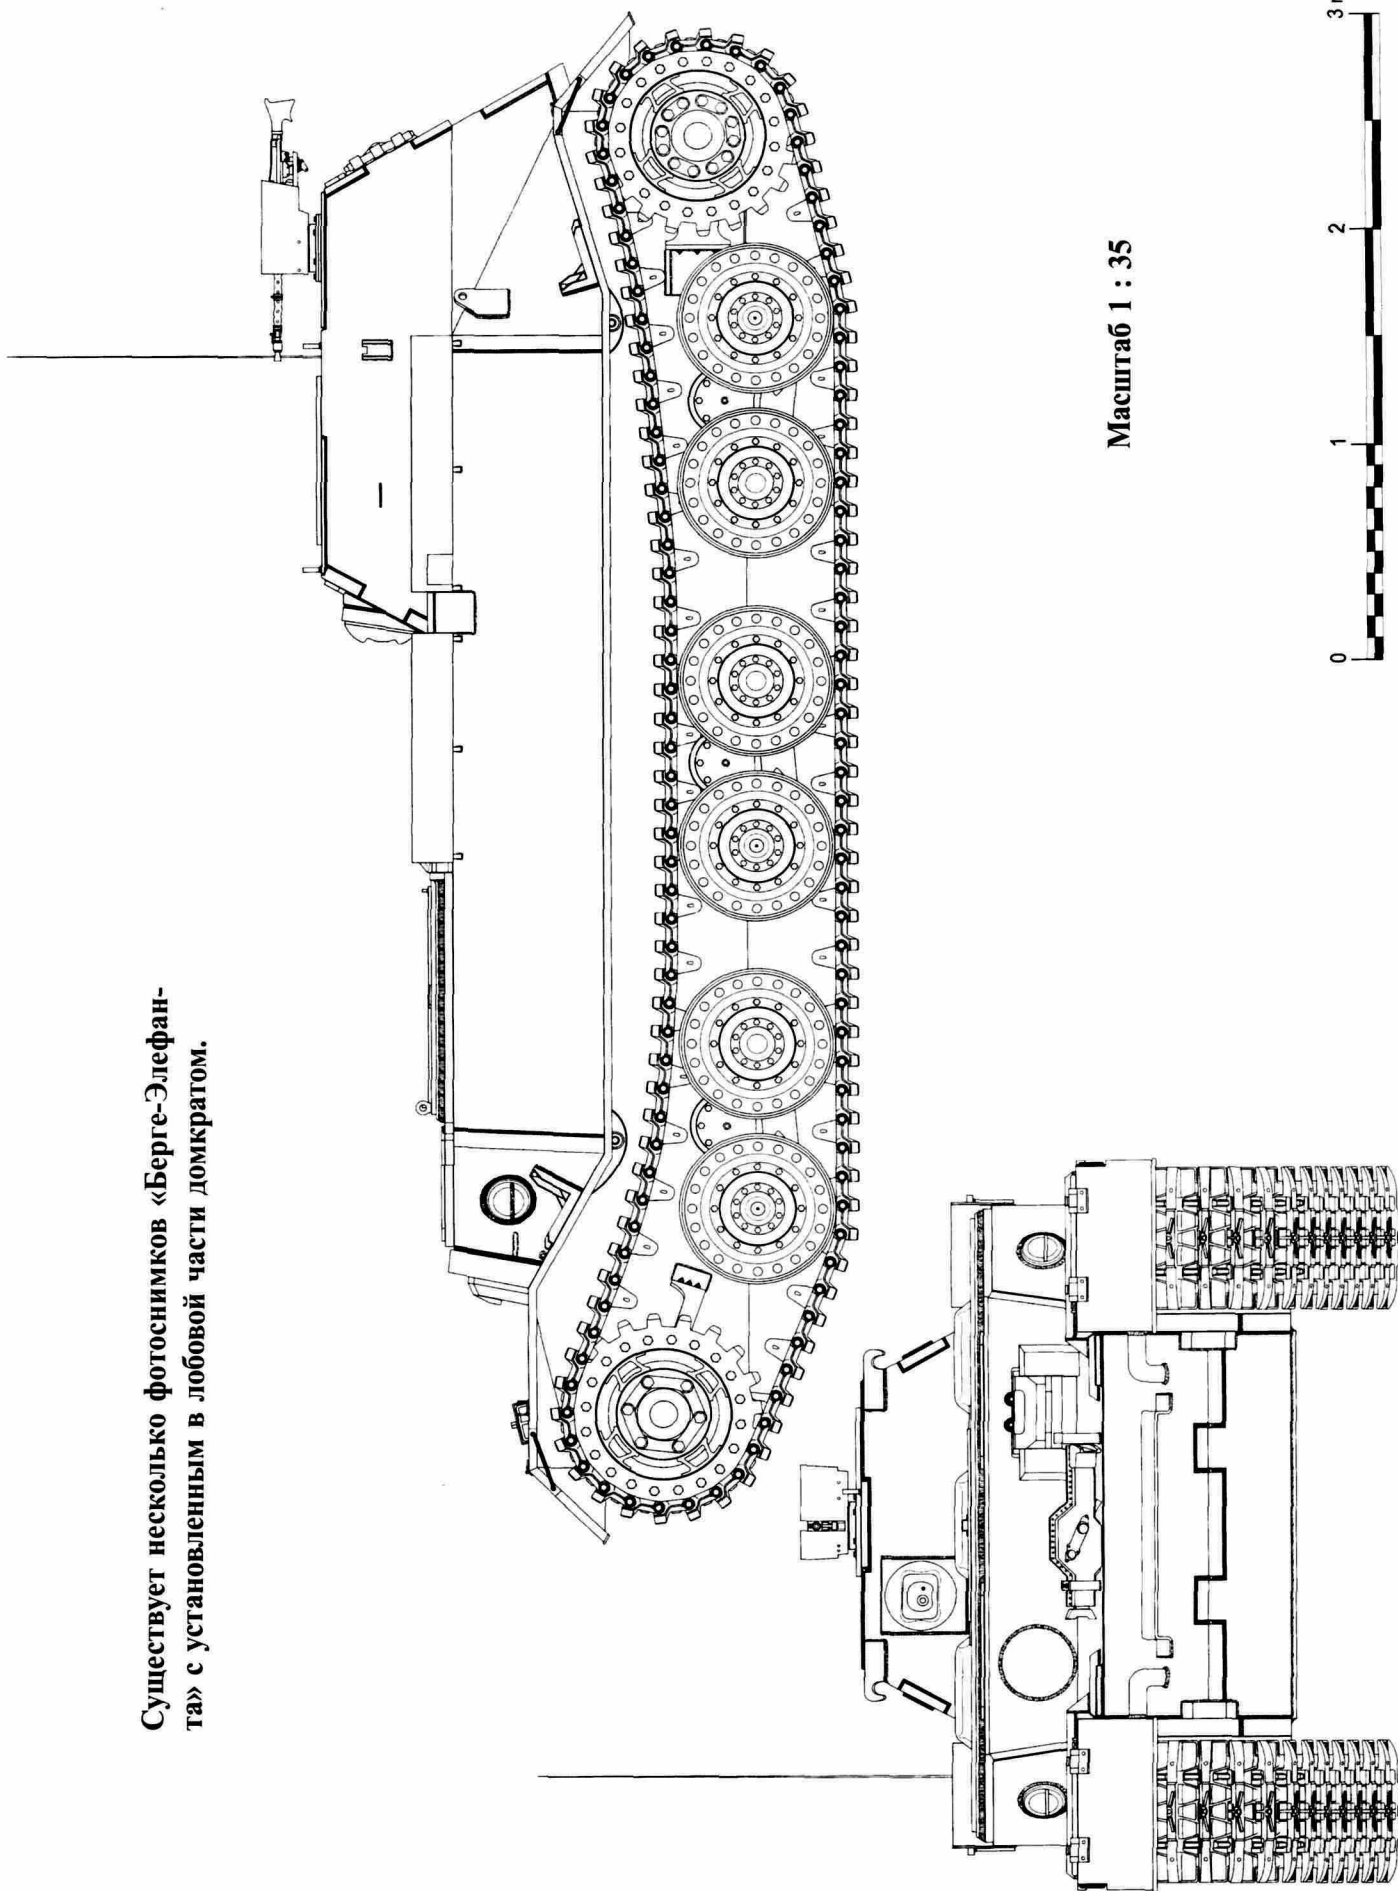 Существует несколько фотоснимков «Берге-Элефан-
та» с установленным в лобовой части домкратом.
Масштаб 1 : 35
0 1 2 3